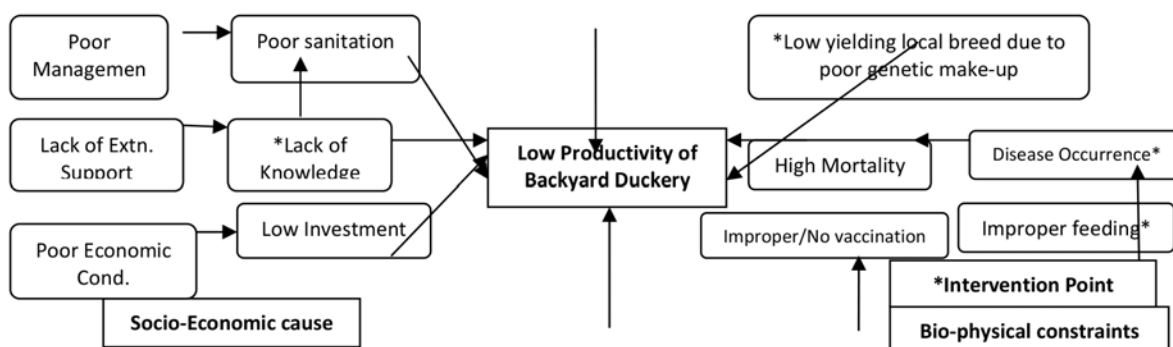 Poor
Managemen
Poor sanitation
*Low yielding local breed due to
poor genetic make-up
Lack of Extn.
Support
*Lack of
Knowledge
Low Productivity of
Backyard Duckery
High Mortality
Disease Occurrence*
Poor Economic
Cond.
Low Investment
Improper/No vaccination
Improper feeding*
*Intervention Point
Socio-Economic cause
Bio-physical constraints